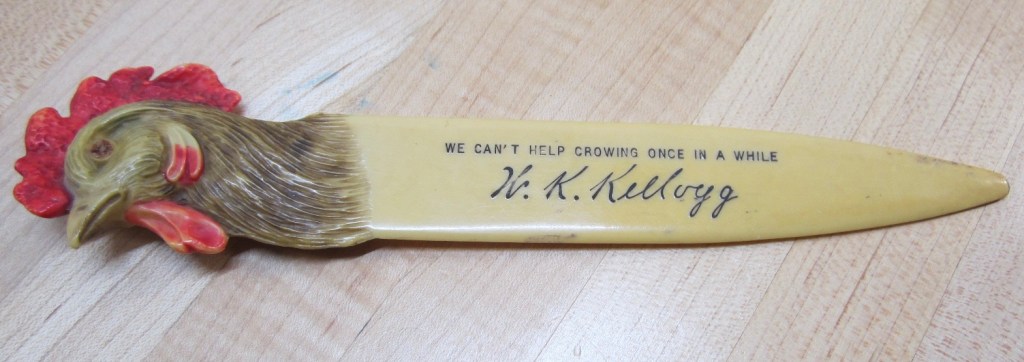 WE CAN'T HELP CROWING ONCE IN A WHILE
W. K. Kellogg